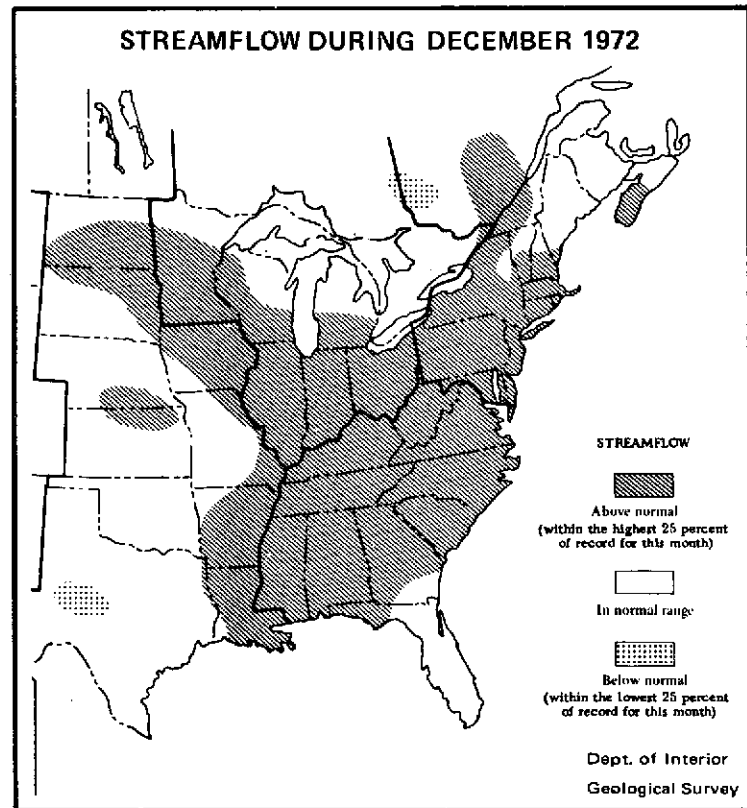 STREAMFLOW DURING DECEMBER 1972
STREAMFLOW
Above normal
(within the highest 25 percent
of record for this month)
In normal range
Below normal
(within the lowest 25 percent
of record for this month)
Dept. of Interior
Geological Survey